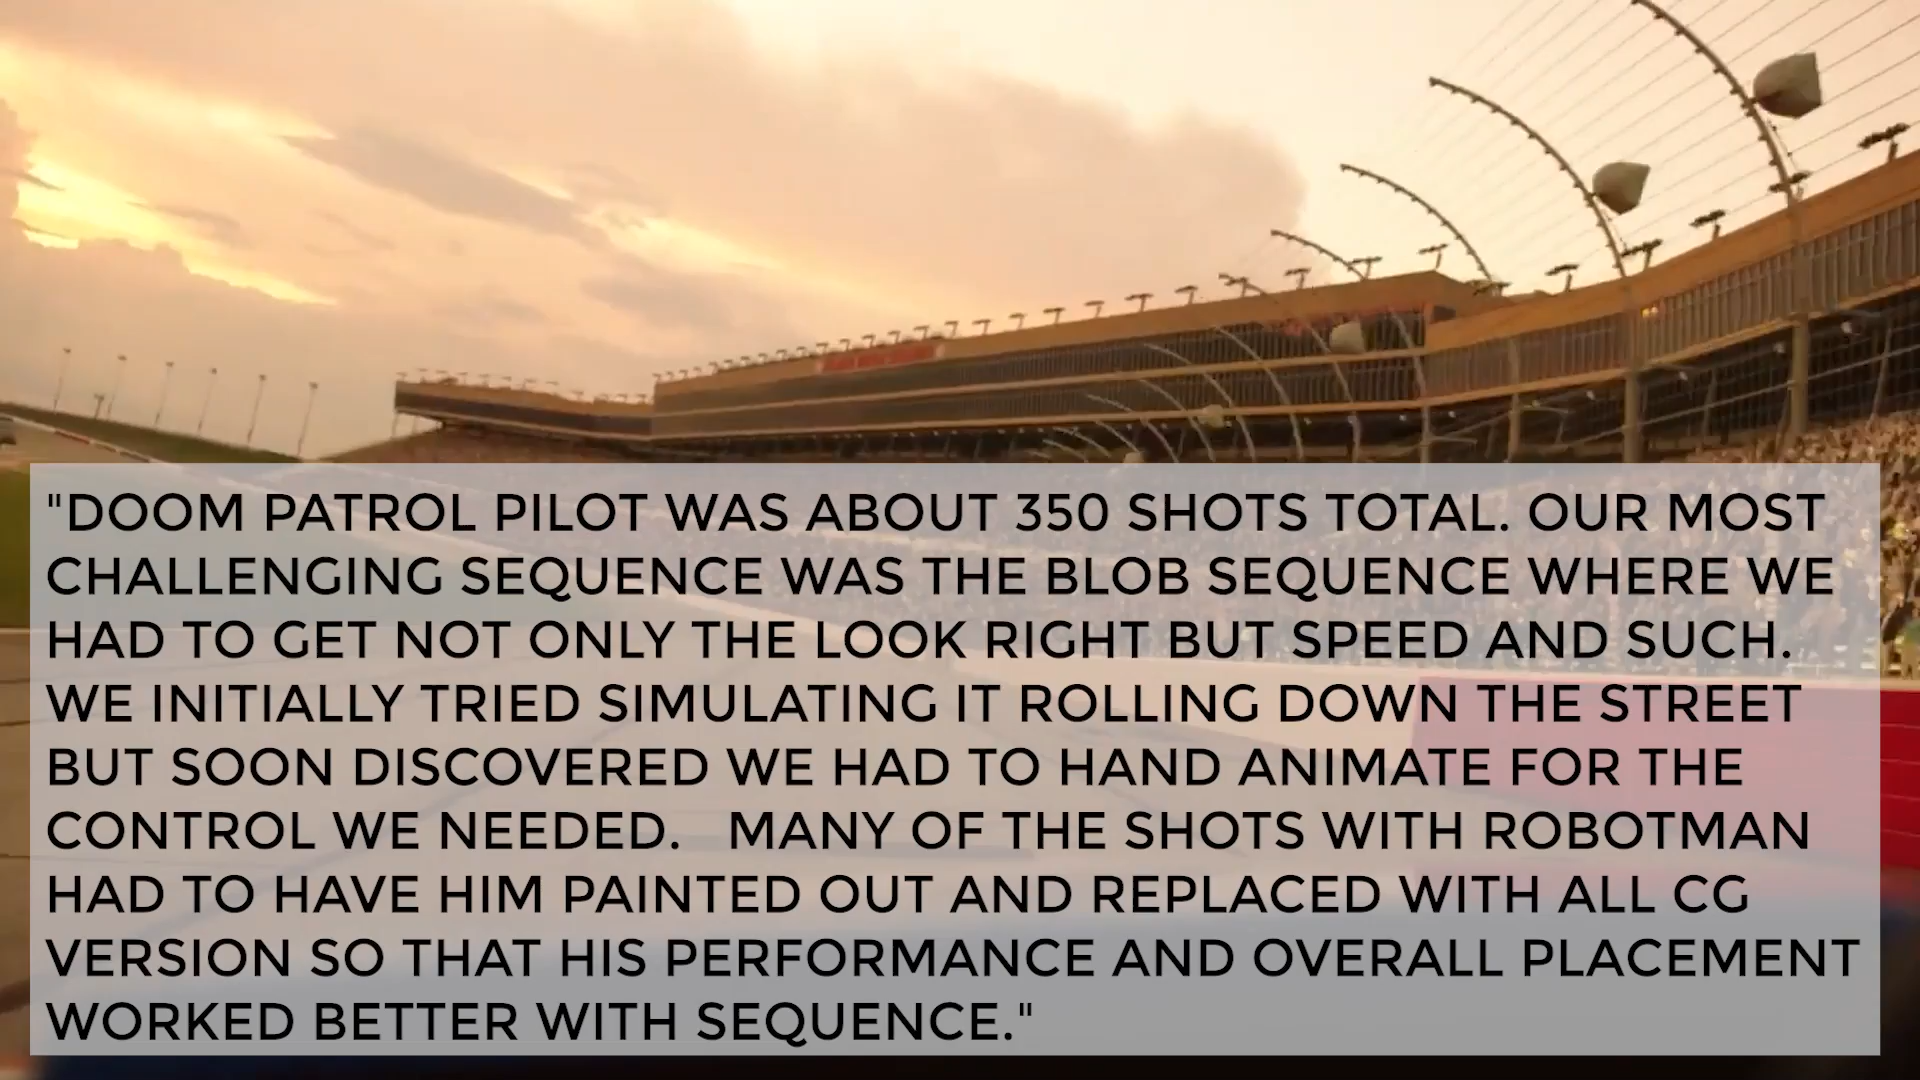 "DOOM PATROL PILOT WAS ABOUT 350 SHOTS TOTAL. OUR MOST
CHALLENGING SEQUENCE WAS THE BLOB SEQUENCE WHERE WE
HAD TO GET NOT ONLY THE LOOK RIGHT BUT SPEED AND SUCH.
WE INITIALLY TRIED SIMULATING IT ROLLING DOWN THE STREET
BUT SOON DISCOVERED WE HAD TO HAND ANIMATE FOR THE
CONTROL WE NEEDED.   MANY OF THE SHOTS WITH ROBOTMAN
HAD TO HAVE HIM PAINTED OUT AND REPLACED WITH ALL CG
VERSION SO THAT HIS PERFORMANCE AND OVERALL PLACEMENT
WORKED BETTER WITH SEQUENCE."